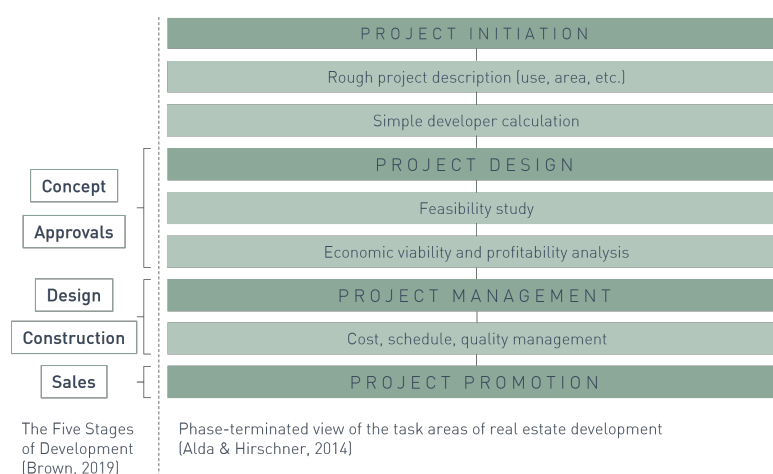 PROJECT INITIATION
Rough project description (use, area, etc.)
Simple developer calculation
PROJECT DESIGN
Concept
Feasibility study
Approvals
Economic viability and profitability analysis
Design
PROJECT MANAGEMENT
Construction
Cost, schedule, quality management
Sales
PROJECT PROMOTION
The Five Stages
of Development
(Brown, 2019)
Phase-terminated view of the task areas of real estate development
(Alda & Hirschner, 2014)